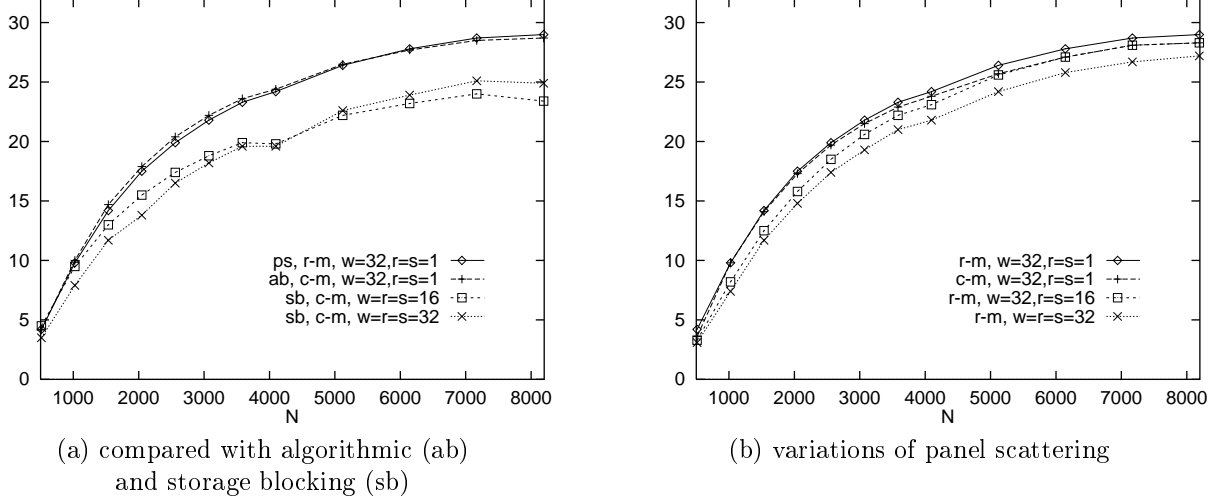 30
25
20
15
10
5
0
1000 2000 3000 4000 5000 6000 7000 8000
N
ps, r-m, w=32,r=s=1
ab, c-m, w=32,r=s=1
sb, c-m, w=r=s=16
sb, c-m, w=r=s=32
(a) compared with algorithmic (ab)
and storage blocking (sb)
30
25
20
15
10
5
0
1000 2000 3000 4000 5000 6000 7000 8000
N
r-m, w=32,r=s=1
c-m, w=32,r=s=1
r-m, w=32,r=s=16
r-m, w=r=s=32
(b) variations of panel scattering